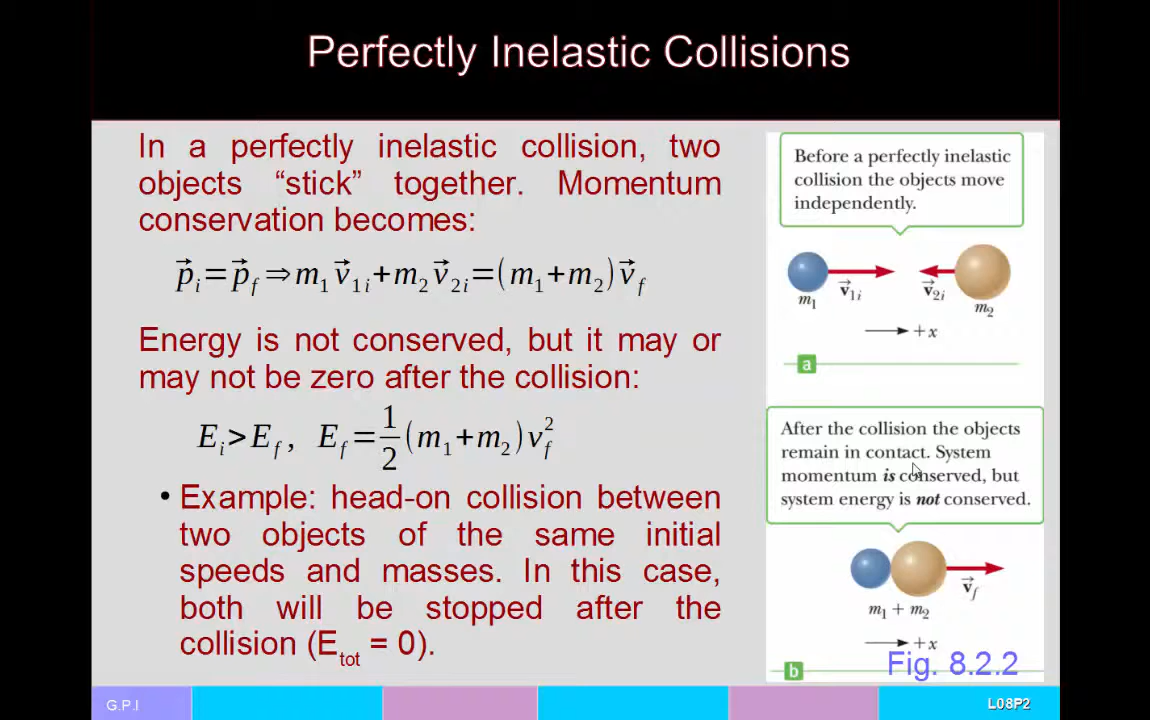 Perfectly Inelastic Collisions
In a perfectly inelastic collision, two
objects “stick” together. Momentum
conservation becomes:
p⃗ᵢ=p⃗_f ⇒ m₁ v⃗₁ᵢ+m₂ v⃗₂ᵢ=(m₁+m₂) v⃗_f
Energy is not conserved, but it may or
may not be zero after the collision:
Eᵢ>E_f, E_f=1/2 (m₁+m₂) v_f²
• Example: head-on collision between
two objects of the same initial
speeds and masses. In this case,
both will be stopped after the
collision (E_tot = 0).
Before a perfectly inelastic
collision the objects move
independently.
v⃗₁ᵢ v⃗₂ᵢ
m₁ m₂
+x
a
After the collision the objects
remain in contact. System
momentum is conserved, but
system energy is not conserved.
v⃗_f
m₁ + m₂
+x
Fig. 8.2.2
b
G.P.I
L08P2